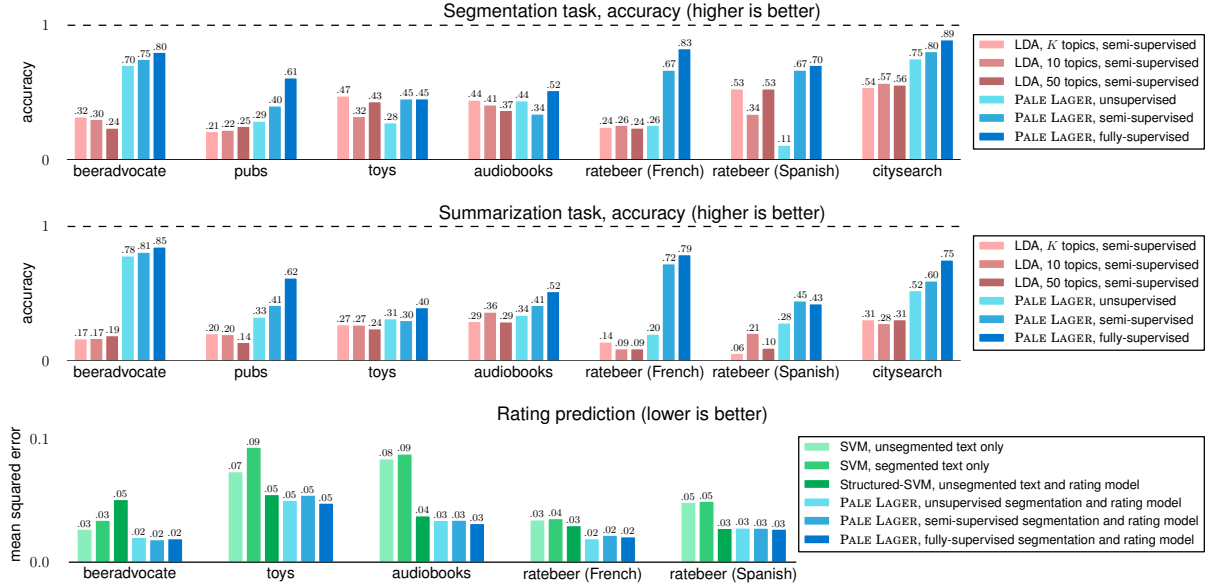 Segmentation task, accuracy (higher is better)
1
accuracy
0
.32 .30 .24 .70 .75 .80
.21 .22 .25 .29 .40 .61
.47 .32 .43 .28 .45 .45
.44 .41 .37 .44 .34 .52
.24 .26 .24 .26 .67 .83
.53 .34 .53 .11 .67 .70
.54 .57 .56 .75 .80 .89
beeradvocate pubs toys audiobooks ratebeer (French) ratebeer (Spanish) citysearch
LDA, K topics, semi-supervised
LDA, 10 topics, semi-supervised
LDA, 50 topics, semi-supervised
PALE LAGER, unsupervised
PALE LAGER, semi-supervised
PALE LAGER, fully-supervised
Summarization task, accuracy (higher is better)
1
accuracy
0
.17 .17 .19 .78 .81 .85
.20 .20 .14 .33 .41 .62
.27 .27 .24 .31 .30 .40
.29 .36 .29 .34 .41 .52
.14 .09 .09 .20 .72 .79
.06 .21 .10 .28 .45 .43
.31 .28 .31 .52 .60 .75
beeradvocate pubs toys audiobooks ratebeer (French) ratebeer (Spanish) citysearch
LDA, K topics, semi-supervised
LDA, 10 topics, semi-supervised
LDA, 50 topics, semi-supervised
PALE LAGER, unsupervised
PALE LAGER, semi-supervised
PALE LAGER, fully-supervised
Rating prediction (lower is better)
0.1
mean squared error
0.0
.03 .03 .05 .02 .02 .02
.07 .09 .05 .05 .05 .05
.08 .09 .04 .03 .03 .03
.03 .04 .03 .02 .02 .02
.05 .05 .03 .03 .03 .03
beeradvocate toys audiobooks ratebeer (French) ratebeer (Spanish)
SVM, unsegmented text only
SVM, segmented text only
Structured-SVM, unsegmented text and rating model
PALE LAGER, unsupervised segmentation and rating model
PALE LAGER, semi-supervised segmentation and rating model
PALE LAGER, fully-supervised segmentation and rating model